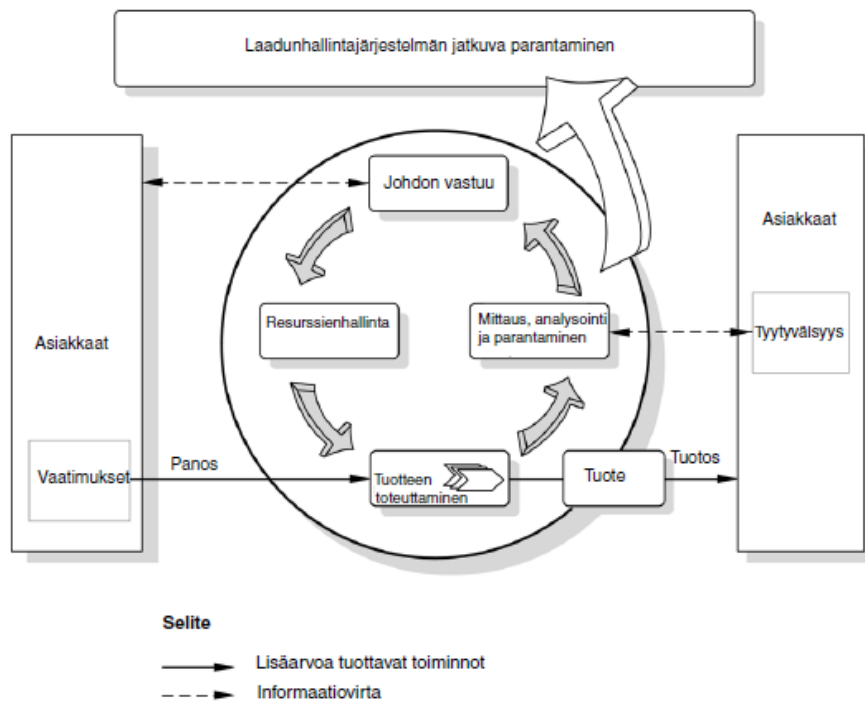 Laadunhallintajärjestelmän jatkuva parantaminen
Johdon vastuu
Asiakkaat
Resurssienhallinta
Mittaus, analysointi
ja parantaminen
Tyytyvälsyys
Asiakkaat
Vaatimukset
Panos
Tuotteen
toteuttaminen
Tuote
Tuotos
Selite
Lisäarvoa tuottavat toiminnot
Informaatiovirta